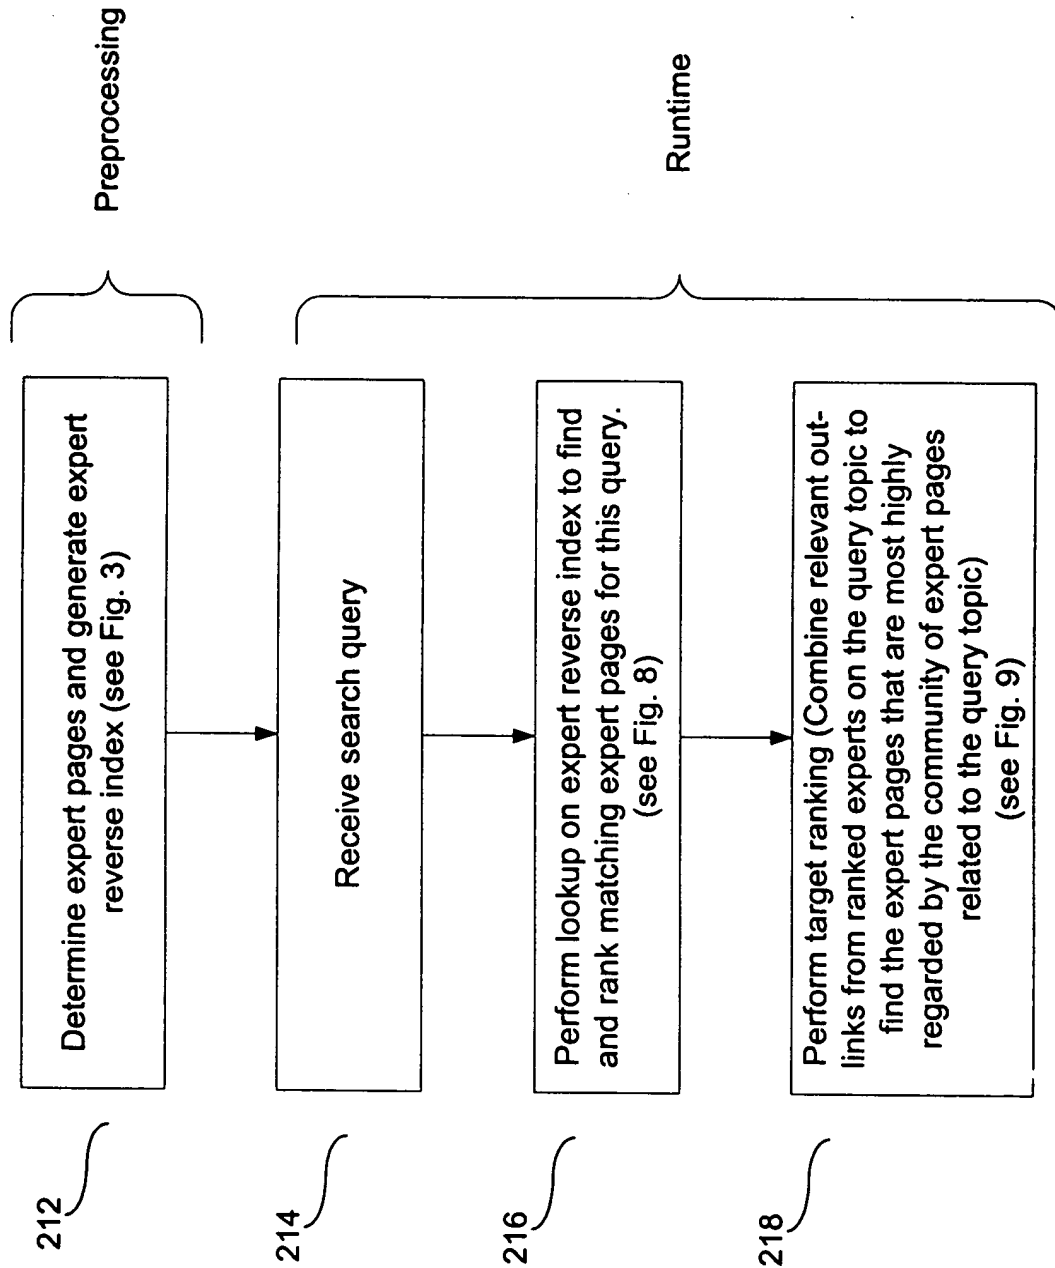 212
Determine expert pages and generate expert
reverse index (see Fig. 3)
Preprocessing
214
Receive search query
216
Perform lookup on expert reverse index to find
and rank matching expert pages for this query.
(see Fig. 8)
Runtime
218
Perform target ranking (Combine relevant out-
links from ranked experts on the query topic to
find the expert pages that are most highly
regarded by the community of expert pages
related to the query topic)
(see Fig. 9)